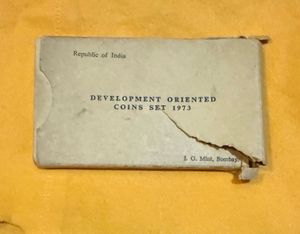 Republic of India
DEVELOPMENT ORIENTED
COINS SET 1973
I. G. Mint, Bombay